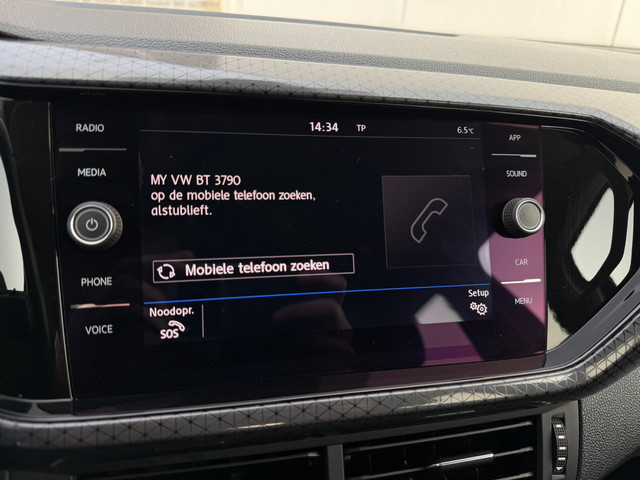 RADIO
MEDIA
PHONE
VOICE
14:34 TP 6.5°C
MY VW BT 3790
op de mobiele telefoon zoeken,
alstublieft.
Mobiele telefoon zoeken
Noodopr.
SOS
Setup
APP
SOUND
CAR
MENU